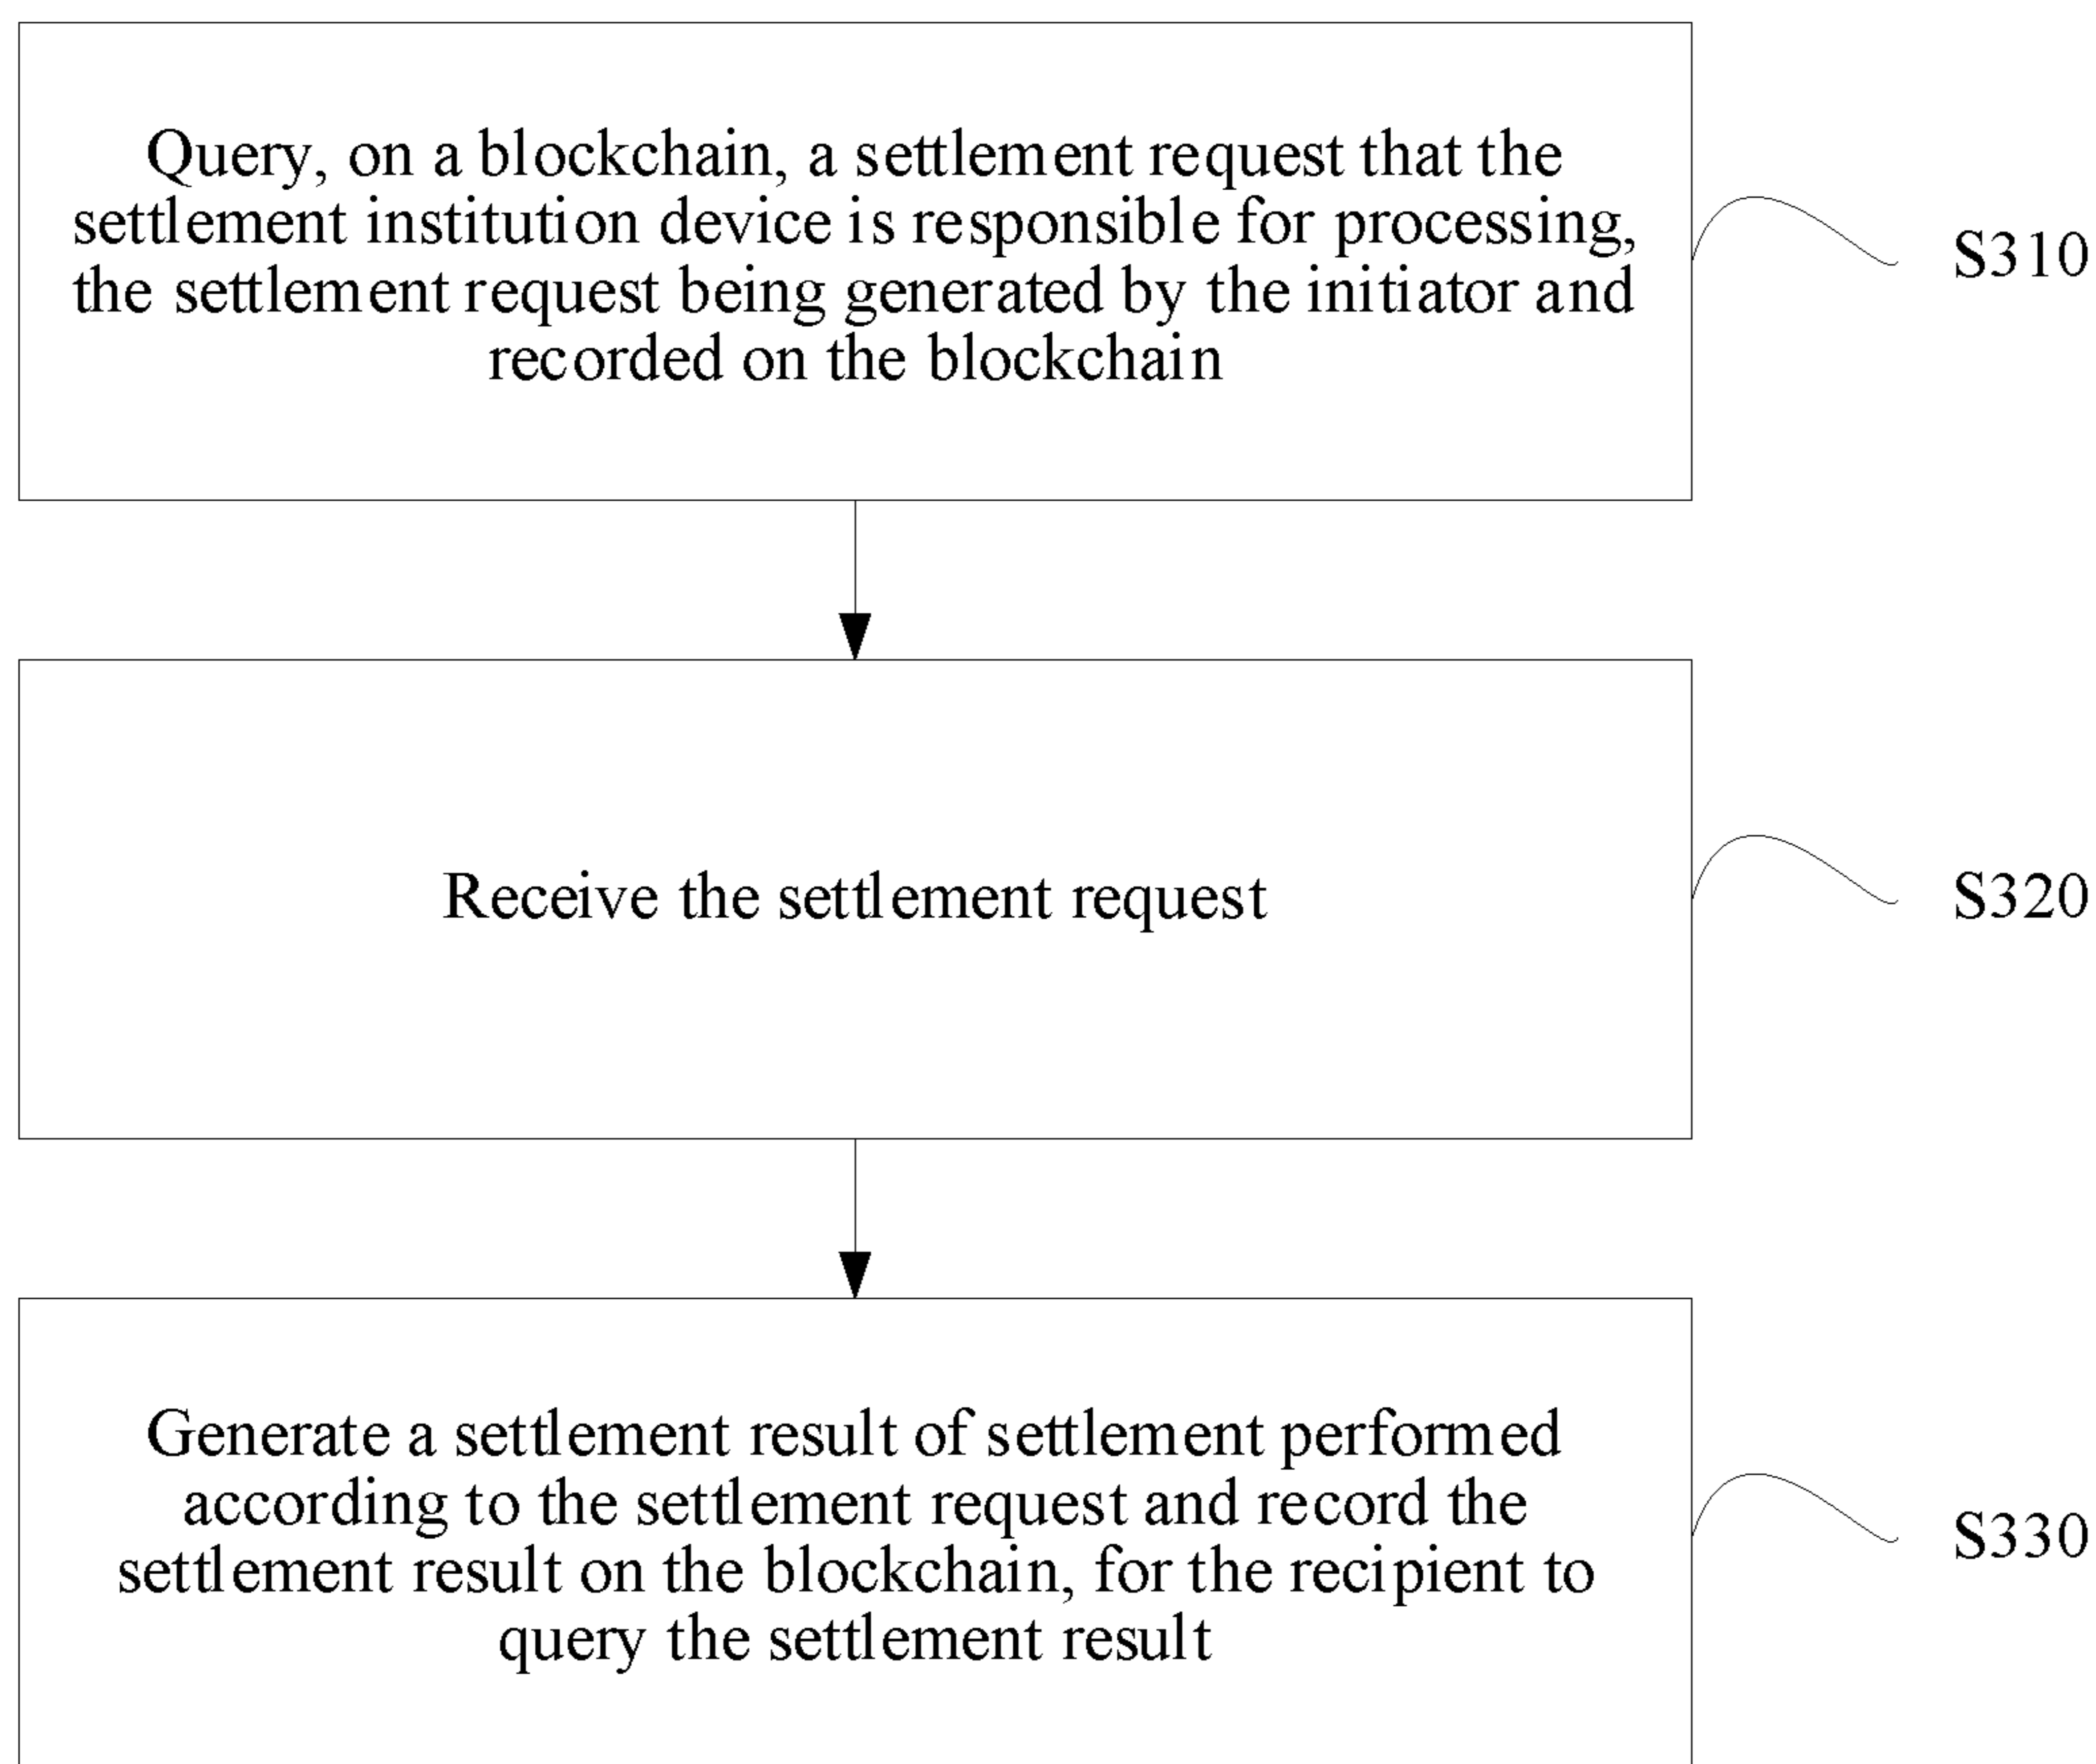 Query, on a blockchain, a settlement request that the
settlement institution device is responsible for processing,
the settlement request being generated by the initiator and
recorded on the blockchain
S310
Receive the settlement request
S320
Generate a settlement result of settlement performed
according to the settlement request and record the
settlement result on the blockchain, for the recipient to
query the settlement result
S330